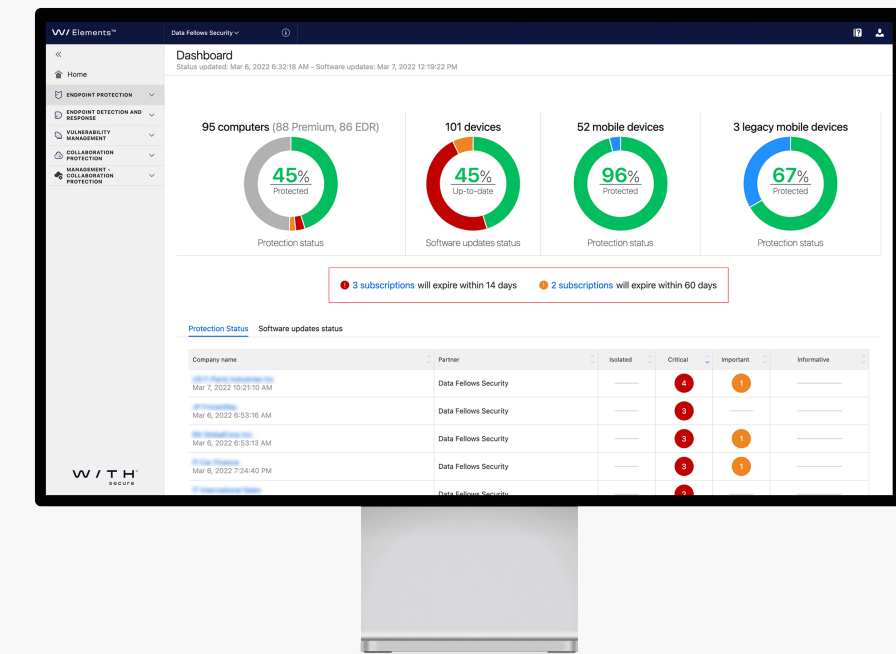 W/ Elements™
Data Fellows Security
Dashboard
Status updated: Mar 6, 2022 6:32:18 AM - Software updates: Mar 7, 2022 12:19:22 PM
Home
ENDPOINT PROTECTION
ENDPOINT DETECTION AND
RESPONSE
VULNERABILITY
MANAGEMENT
COLLABORATION
PROTECTION
MANAGEMENT -
COLLABORATION
PROTECTION
W / T H
secure
95 computers (88 Premium, 86 EDR)
45%
Protected
Protection status
101 devices
45%
Up-to-date
Software updates status
52 mobile devices
96%
Protected
Protection status
3 legacy mobile devices
67%
Protected
Protection status
3 subscriptions will expire within 14 days
2 subscriptions will expire within 60 days
Protection Status Software updates status
Company name Partner Isolated Critical Important Informative
Data Fellows Security 4 1
Mar 7, 2022 10:21:10 AM
Data Fellows Security 3
Mar 6, 2022 6:53:16 AM
Data Fellows Security 3 1
Mar 6, 2022 6:53:13 AM
Data Fellows Security 3 1
Mar 6, 2022 7:24:40 PM
Data Fellows Security 2